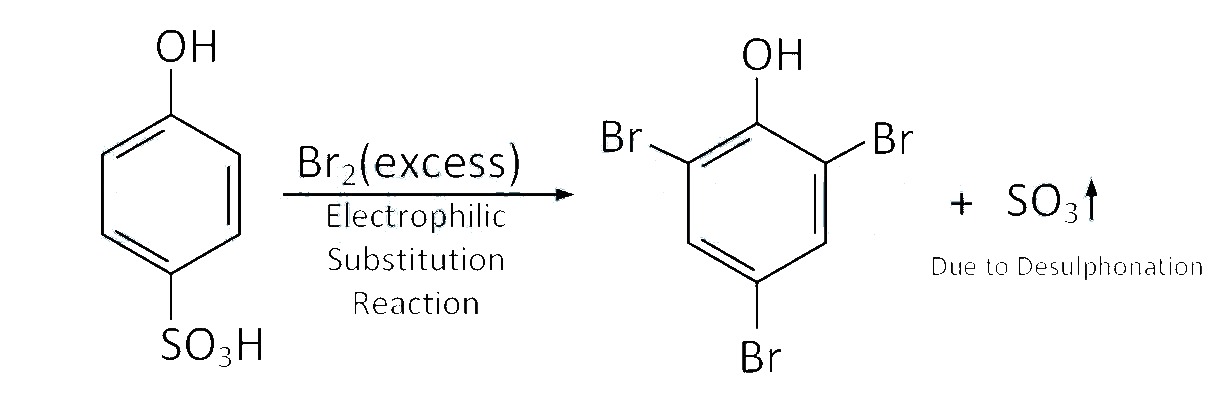 OH
SO₃H
Br₂(excess)
Electrophilic
Substitution
Reaction
OH
Br
Br
Br
+ SO₃↑
Due to Desulphonation